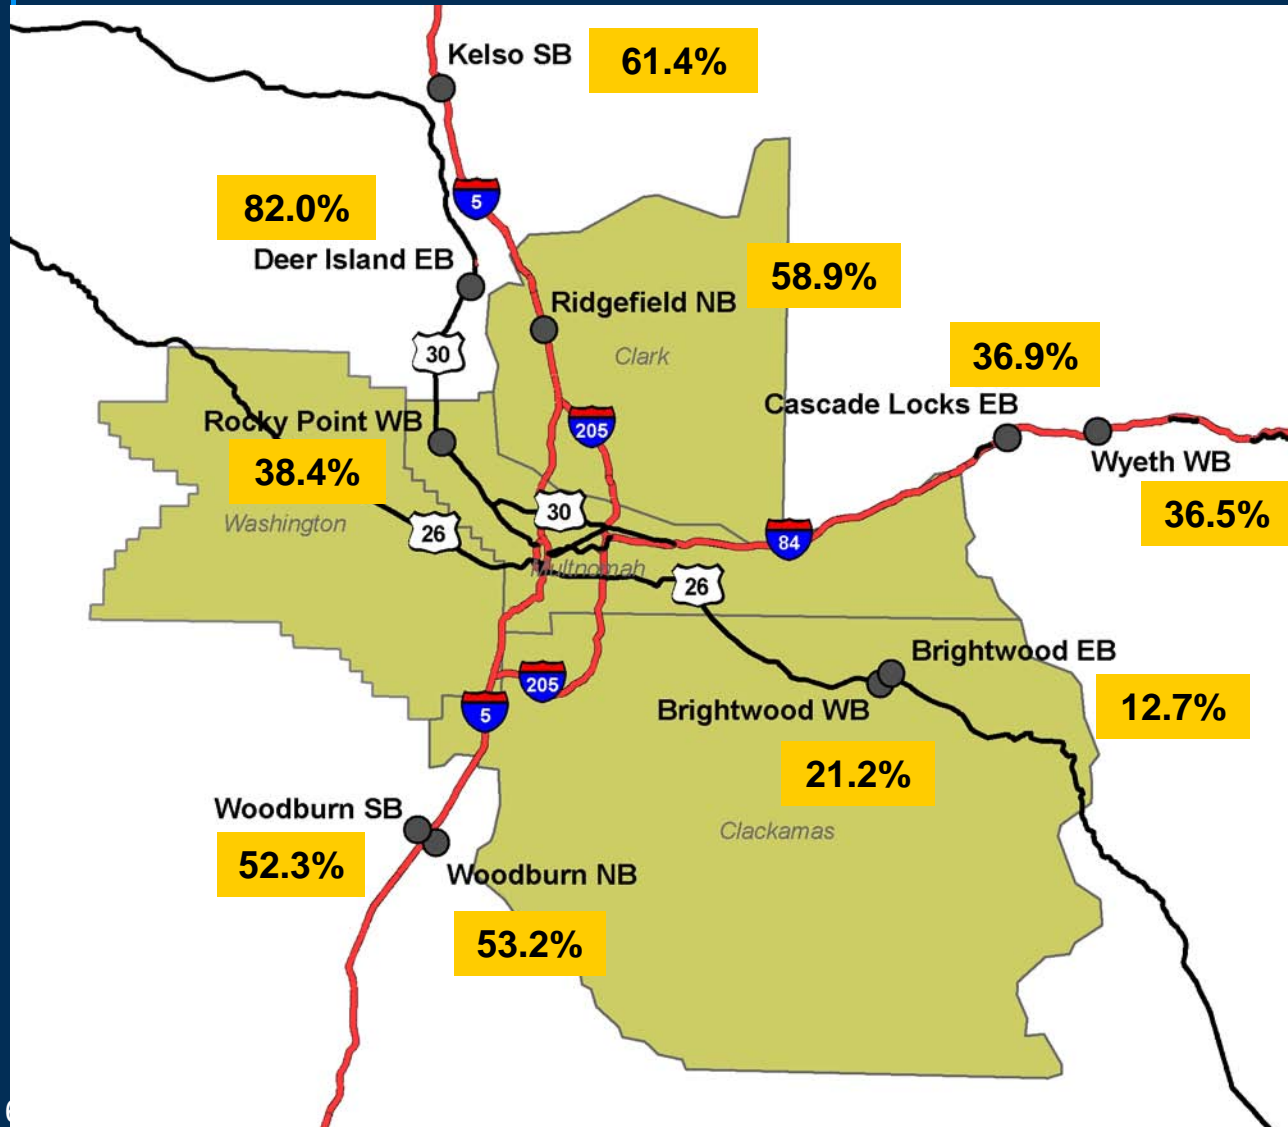 Kelso SB
61.4%
5
82.0%
Deer Island EB
58.9%
Ridgefield NB
30
Clark
36.9%
Cascade Locks EB
Rocky Point WB
205
Wyeth WB
38.4%
36.5%
Washington
30
26
84
Multnomah
26
Brightwood EB
205
12.7%
Brightwood WB
5
21.2%
Woodburn SB
Clackamas
52.3%
Woodburn NB
53.2%